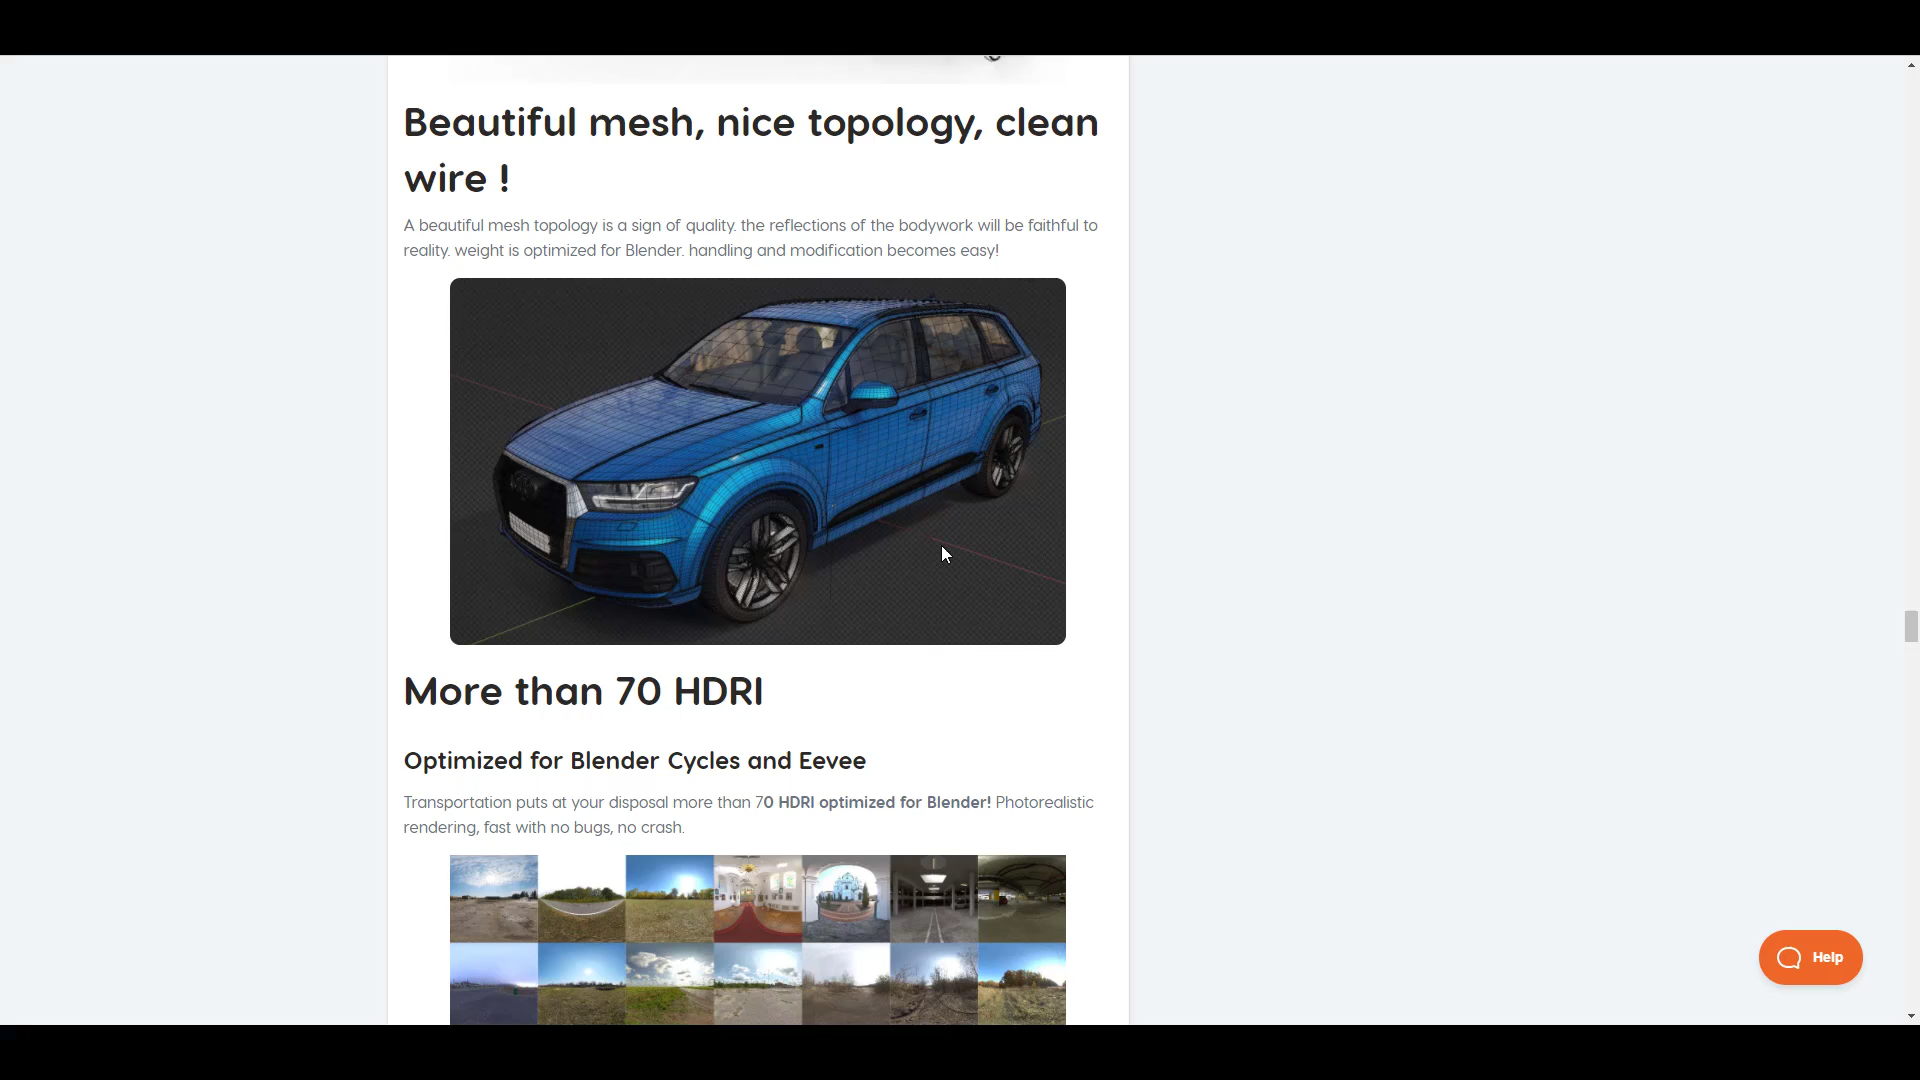 Beautiful mesh, nice topology, clean
wire !
A beautiful mesh topology is a sign of quality. the reflections of the bodywork will be faithful to
reality. weight is optimized for Blender. handling and modification becomes easy!
More than 70 HDRI
Optimized for Blender Cycles and Eevee
Transportation puts at your disposal more than 70 HDRI optimized for Blender! Photorealistic
rendering, fast with no bugs, no crash.
Help